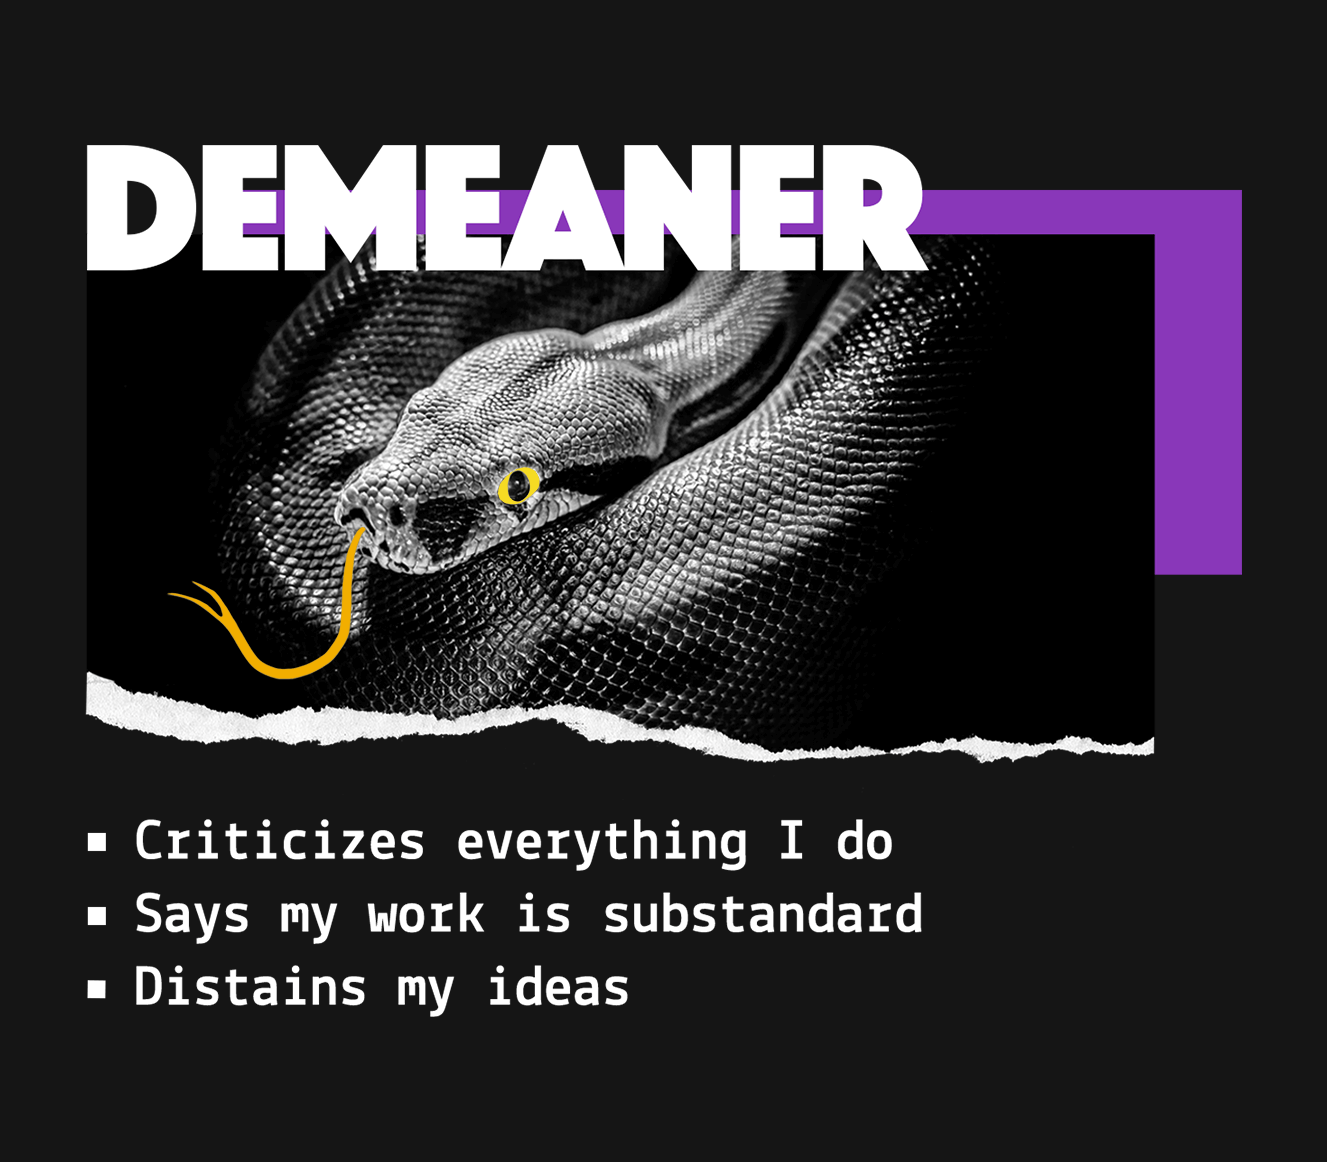 DEMEANER
▪ Criticizes everything I do
▪ Says my work is substandard
▪ Distains my ideas